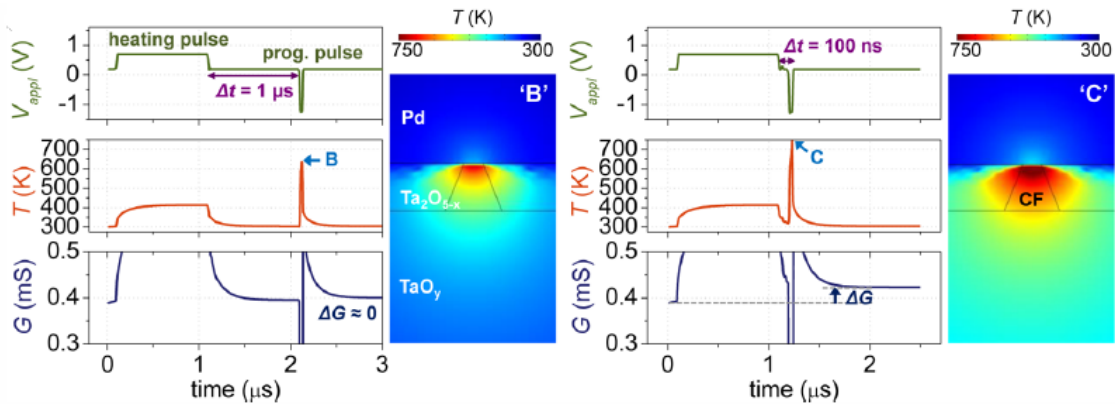 T (K)
750 300
heating pulse
prog. pulse
Δt = 1 μs
V_appl (V)
1
0
-1
T (K)
700
600
500
400
300
B
G (mS)
0.5
0.4
0.3
ΔG ≈ 0
0 1 2 3
time (μs)
'B'
Pd
Ta₂O₅₋ₓ
TaO_y
T (K)
750 300
Δt = 100 ns
V_appl (V)
1
0
-1
T (K)
700
600
500
400
300
C
G (mS)
0.5
0.4
0.3
ΔG
0 1 2
time (μs)
'C'
CF